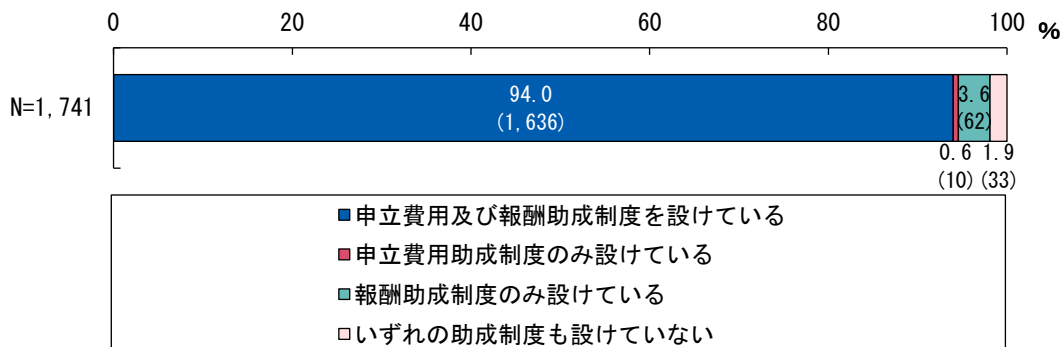 0 20 40 60 80 100 %
N=1,741
94.0
(1,636)
3.6
(62)
0.6 1.9
(10) (33)
申立費用及び報酬助成制度を設けている
申立費用助成制度のみ設けている
報酬助成制度のみ設けている
いずれの助成制度も設けていない